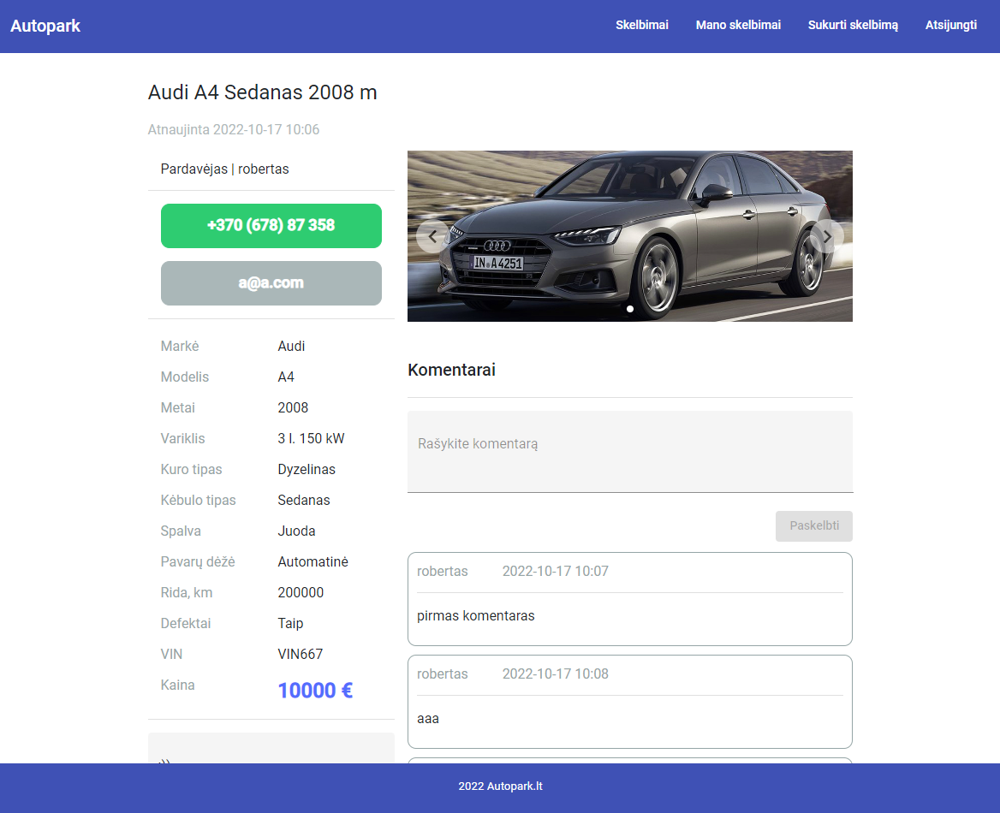 Autopark
Skelbimai Mano skelbimai Sukurti skelbimą Atsijungti
Audi A4 Sedanas 2008 m
Atnaujinta 2022-10-17 10:06
Pardavėjas | robertas
+370 (678) 87 358
a@a.com
Markė Audi
Modelis A4
Metai 2008
Variklis 3 l. 150 kW
Kuro tipas Dyzelinas
Kėbulo tipas Sedanas
Spalva Juoda
Pavarų dėžė Automatinė
Rida, km 200000
Defektai Taip
VIN VIN667
Kaina 10000 €
IN A 4251
Komentarai
Rašykite komentarą
Paskelbti
robertas 2022-10-17 10:07
pirmas komentaras
robertas 2022-10-17 10:08
aaa
2022 Autopark.lt